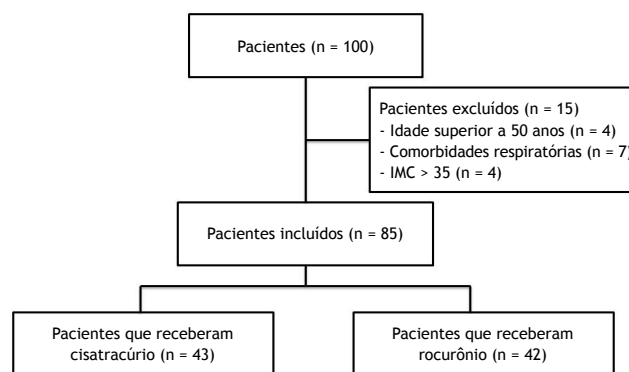 Pacientes (n = 100)
Pacientes excluídos (n = 15)
- Idade superior a 50 anos (n = 4)
- Comorbidades respiratórias (n = 7)
- IMC > 35 (n = 4)
Pacientes incluídos (n = 85)
Pacientes que receberam
cisatracúrio (n = 43)
Pacientes que receberam
rocurônio (n = 42)